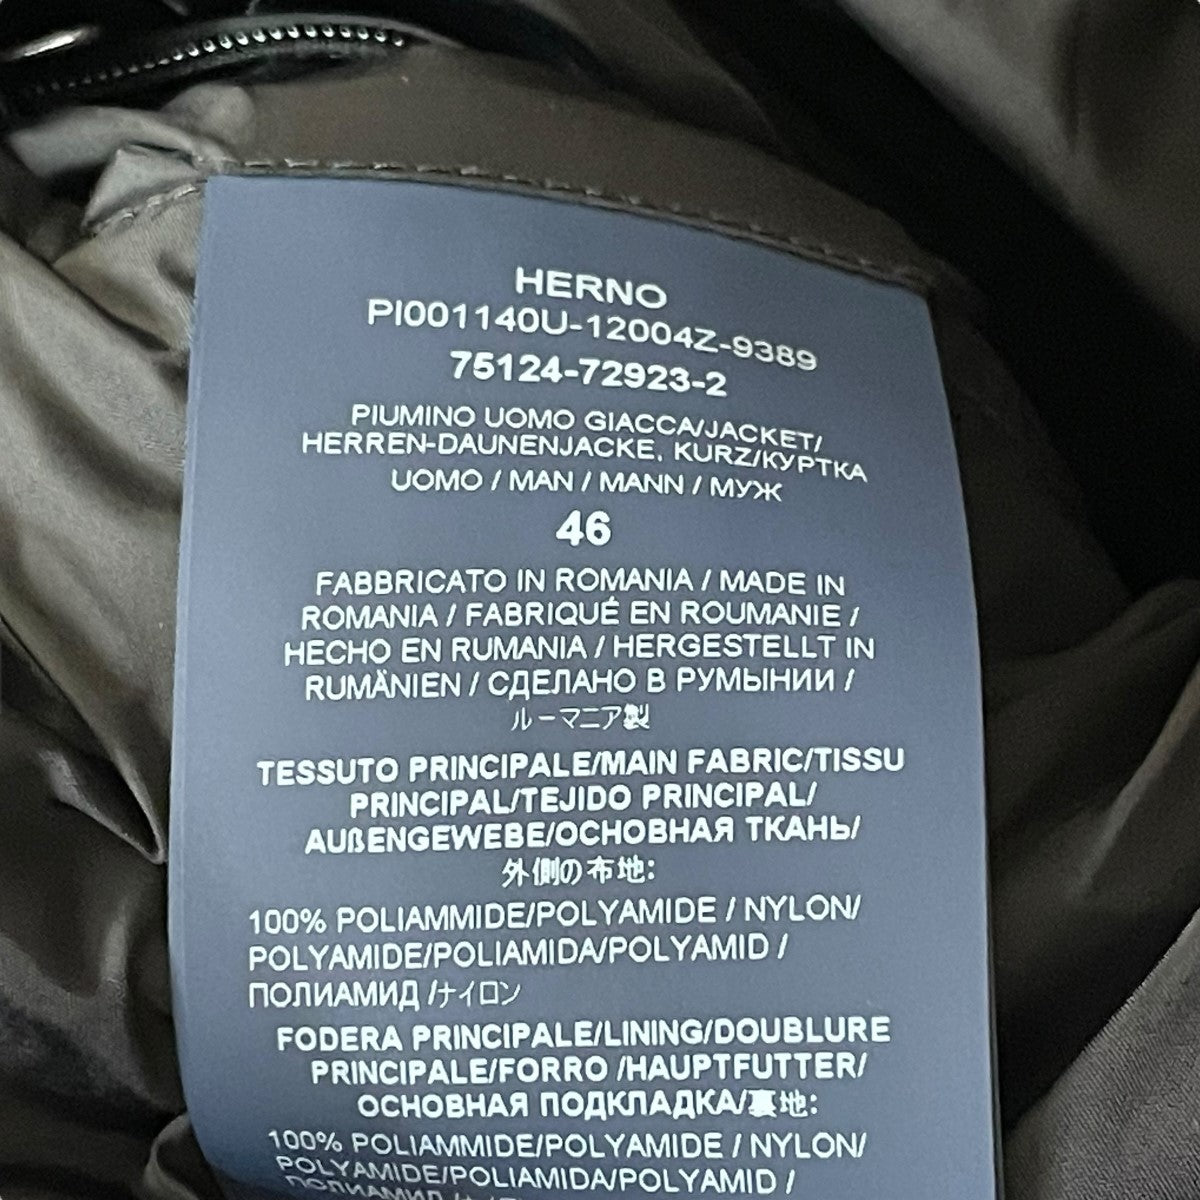 HERNO
PI001140U-12004Z-9389
75124-72923-2
PIUMINO UOMO GIACCA/JACKET/
HERREN-DAUNENJACKE, KURZ/КУРТКА
UOMO / MAN / MANN / МУЖ
46
FABBRICATO IN ROMANIA / MADE IN
ROMANIA / FABRIQUÉ EN ROUMANIE /
HECHO EN RUMANIA / HERGESTELLT IN
RUMÄNIEN / СДЕЛАНО В РУМЫНИИ /
ルーマニア製
TESSUTO PRINCIPALE/MAIN FABRIC/TISSU
PRINCIPAL/TEJIDO PRINCIPAL/
AUßENGEWEBE/ОСНОВНАЯ ТКАНЬ/
外側の布地:
100% POLIAMMIDE/POLYAMIDE / NYLON/
POLYAMIDE/POLIAMIDA/POLYAMID /
ПОЛИАМИД /ナイロン
FODERA PRINCIPALE/LINING/DOUBLURE
PRINCIPALE/FORRO /HAUPTFUTTER/
ОСНОВНАЯ ПОДКЛАДКА/裏地:
100% POLIAMMIDE/POLYAMIDE / NYLON/
POLYAMIDE/POLIAMIDA/POLYAMID /
ПОЛИАМИД